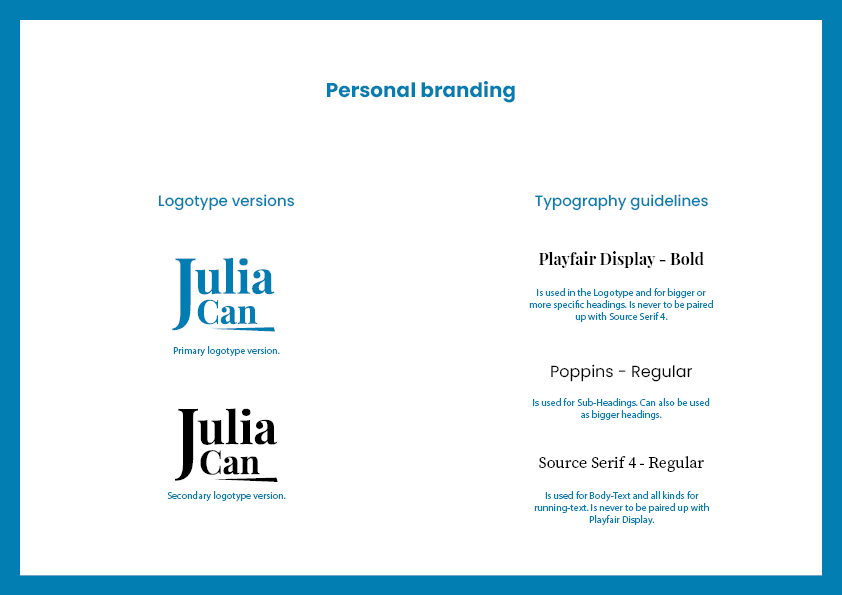 Personal branding
Logotype versions
Julia
Can
Primary logotype version.
Julia
Can
Secondary logotype version.
Typography guidelines
Playfair Display - Bold
Is used in the Logotype and for bigger or
more specific headings. Is never to be paired
up with Source Serif 4.
Poppins - Regular
Is used for Sub-Headings. Can also be used
as bigger headings.
Source Serif 4 - Regular
Is used for Body-Text and all kinds for
running-text. Is never to be paired up with
Playfair Display.